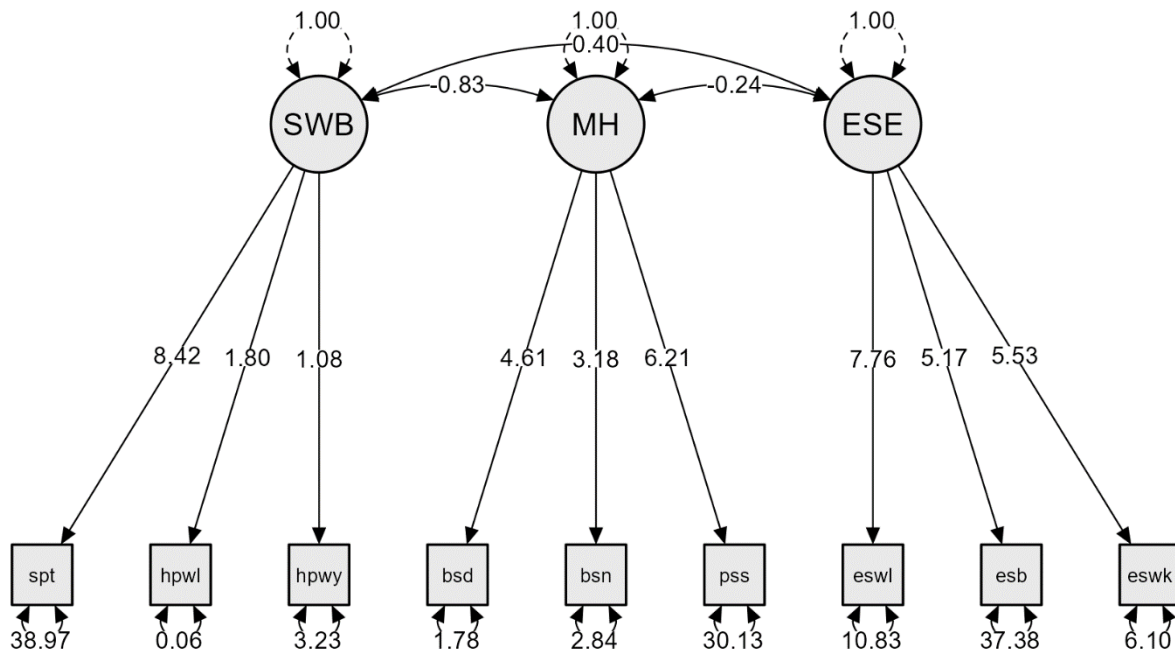 1.00 1.00 1.00
0.40
-0.83 -0.24
SWB MH ESE
8.42 1.80 1.08 4.61 3.18 6.21 7.76 5.17 5.53
spt hpwl hpwy bsd bsn pss eswl esb eswk
38.97 0.06 3.23 1.78 2.84 30.13 10.83 37.38 6.10